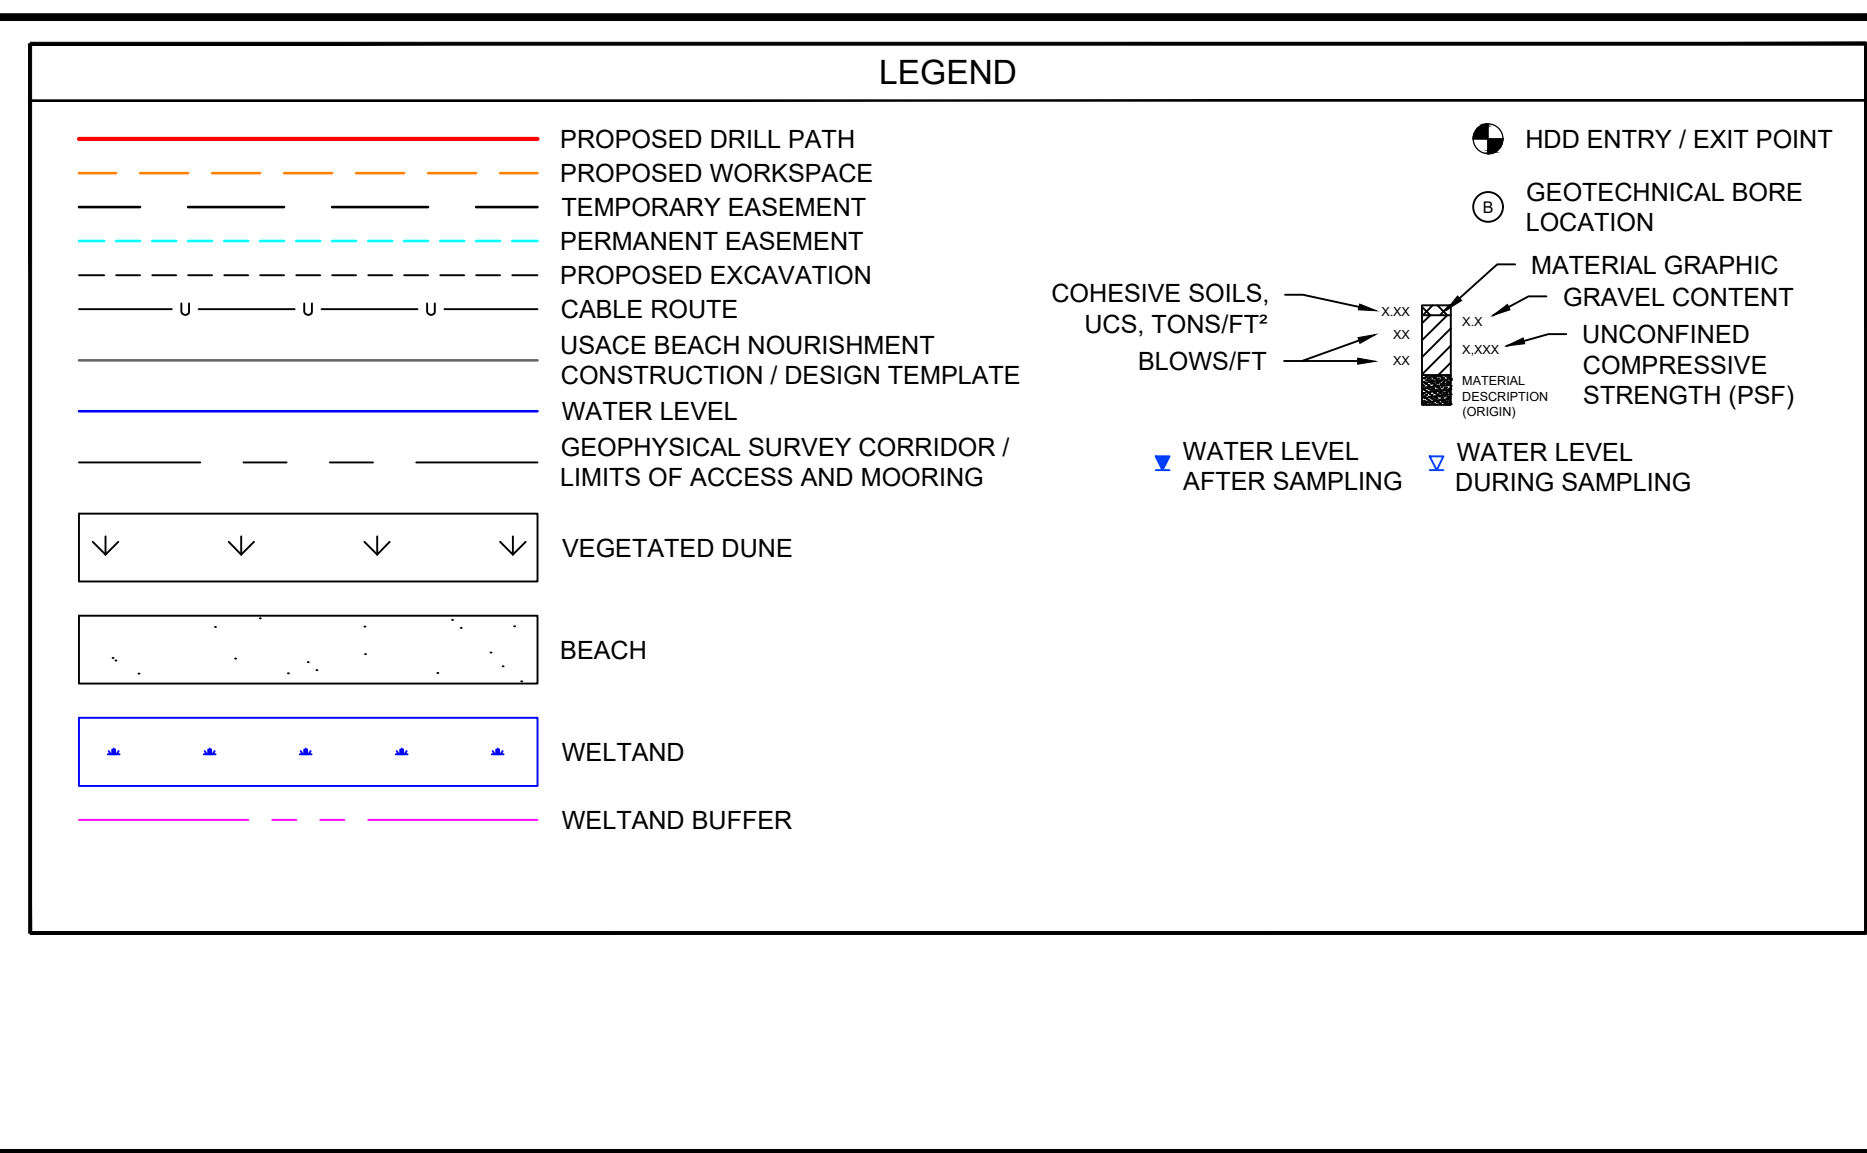 LEGEND
PROPOSED DRILL PATH
PROPOSED WORKSPACE
TEMPORARY EASEMENT
PERMANENT EASEMENT
PROPOSED EXCAVATION
U U U
CABLE ROUTE
USACE BEACH NOURISHMENT
CONSTRUCTION / DESIGN TEMPLATE
WATER LEVEL
GEOPHYSICAL SURVEY CORRIDOR /
LIMITS OF ACCESS AND MOORING
VEGETATED DUNE
BEACH
WELTAND
WELTAND BUFFER
HDD ENTRY / EXIT POINT
B
GEOTECHNICAL BORE
LOCATION
COHESIVE SOILS,
UCS, TONS/FT²
BLOWS/FT
X.XX
XX
XX
X.X
X,XXX
MATERIAL
DESCRIPTION
(ORIGIN)
MATERIAL GRAPHIC
GRAVEL CONTENT
UNCONFINED
COMPRESSIVE
STRENGTH (PSF)
WATER LEVEL
AFTER SAMPLING
WATER LEVEL
DURING SAMPLING